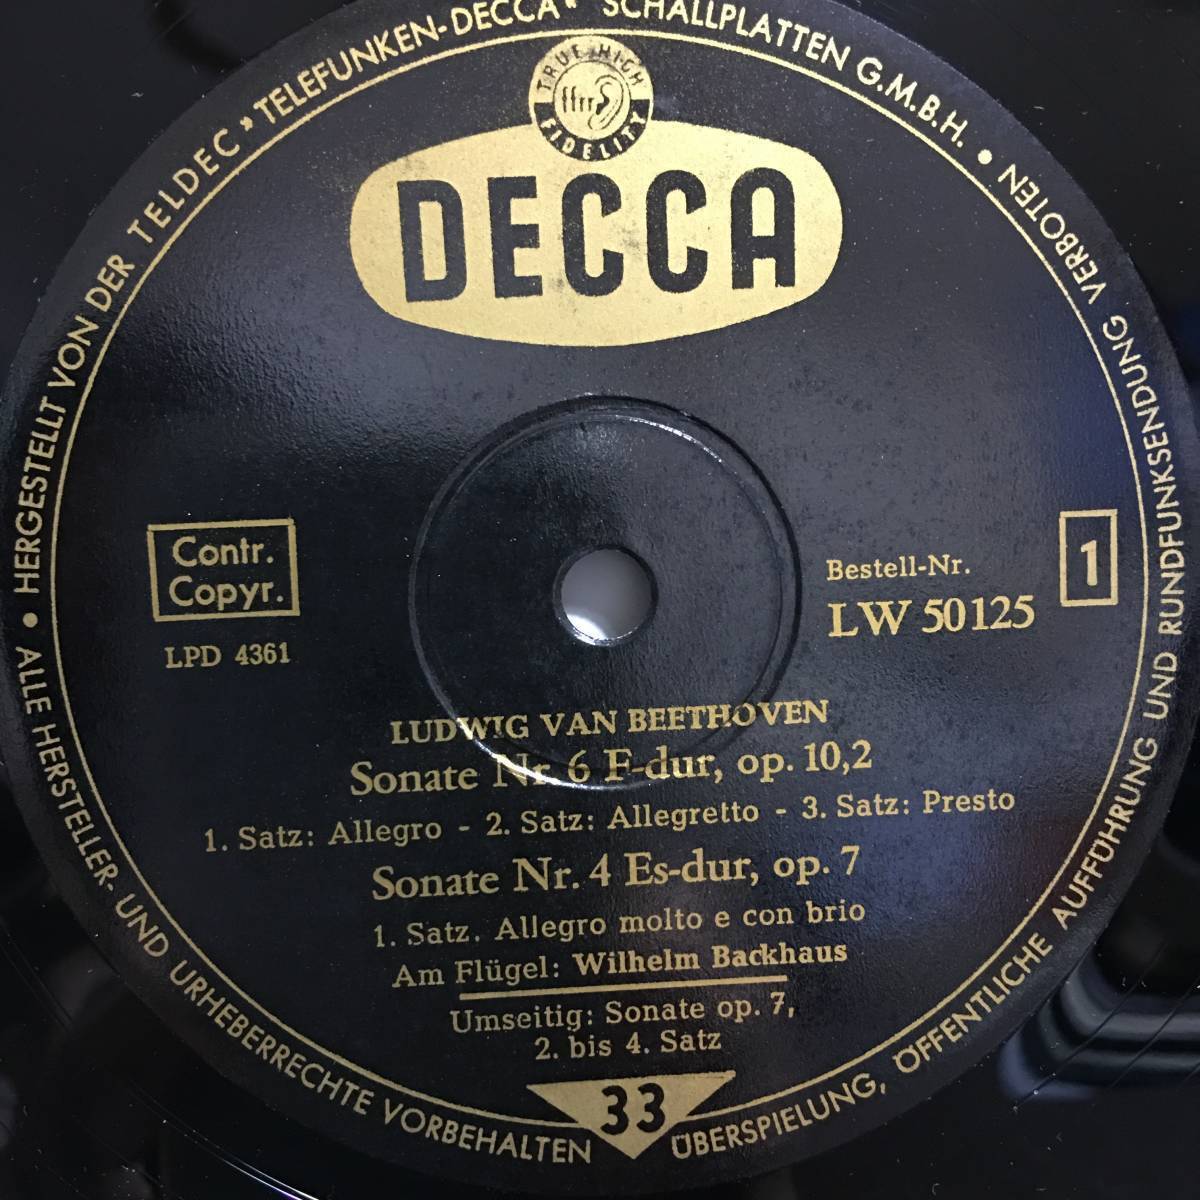 • HERGESTELLT VON DER TELDEC »TELEFUNKEN-DECCA« SCHALLPLATTEN G.M.B.H. •
TRUE HIGH
ffrr
FIDELITY
DECCA
Contr.
Copyr.
LPD 4361
Bestell-Nr.
LW 50125
1
LUDWIG VAN BEETHOVEN
Sonate Nr. 6 F-dur, op. 10,2
1. Satz: Allegro - 2. Satz: Allegretto - 3. Satz: Presto
Sonate Nr. 4 Es-dur, op. 7
1. Satz. Allegro molto e con brio
Am Flügel: Wilhelm Backhaus
Umseitig: Sonate op. 7,
2. bis 4. Satz
33
ALLE HERSTELLER- UND URHEBERRECHTE VORBEHALTEN
ÜBERSPIELUNG, ÖFFENTLICHE AUFFÜHRUNG UND RUNDFUNKSENDUNG VERBOTEN